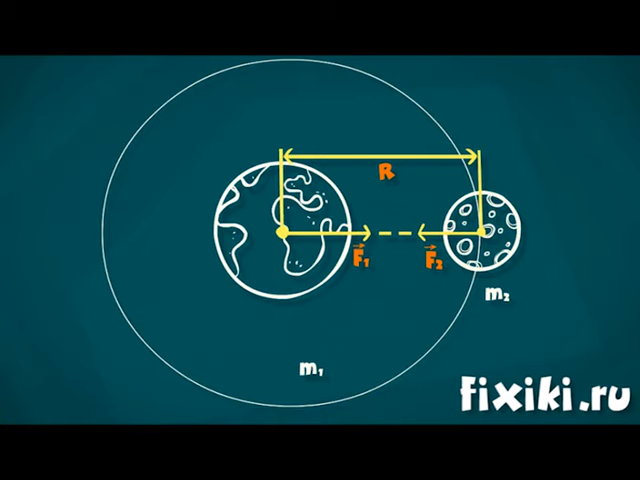 R
F₁ F₂
m₂
m₁
fixiki.ru